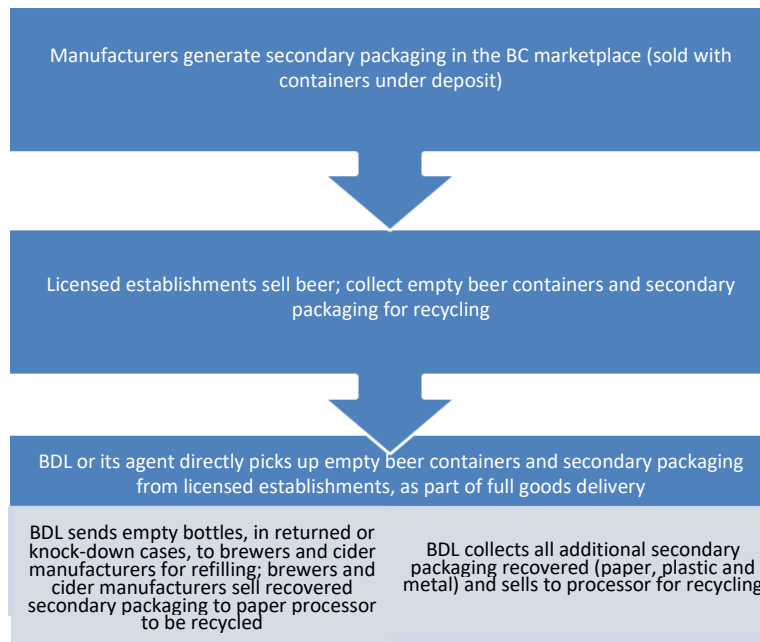 Manufacturers generate secondary packaging in the BC marketplace (sold with
containers under deposit)
Licensed establishments sell beer; collect empty beer containers and secondary
packaging for recycling
BDL or its agent directly picks up empty beer containers and secondary packaging
from licensed establishments, as part of full goods delivery
BDL sends empty bottles, in returned or
knock-down cases, to brewers and cider
manufacturers for refilling; brewers and
cider manufacturers sell recovered
secondary packaging to paper processor
to be recycled
BDL collects all additional secondary
packaging recovered (paper, plastic and
metal) and sells to processor for recycling